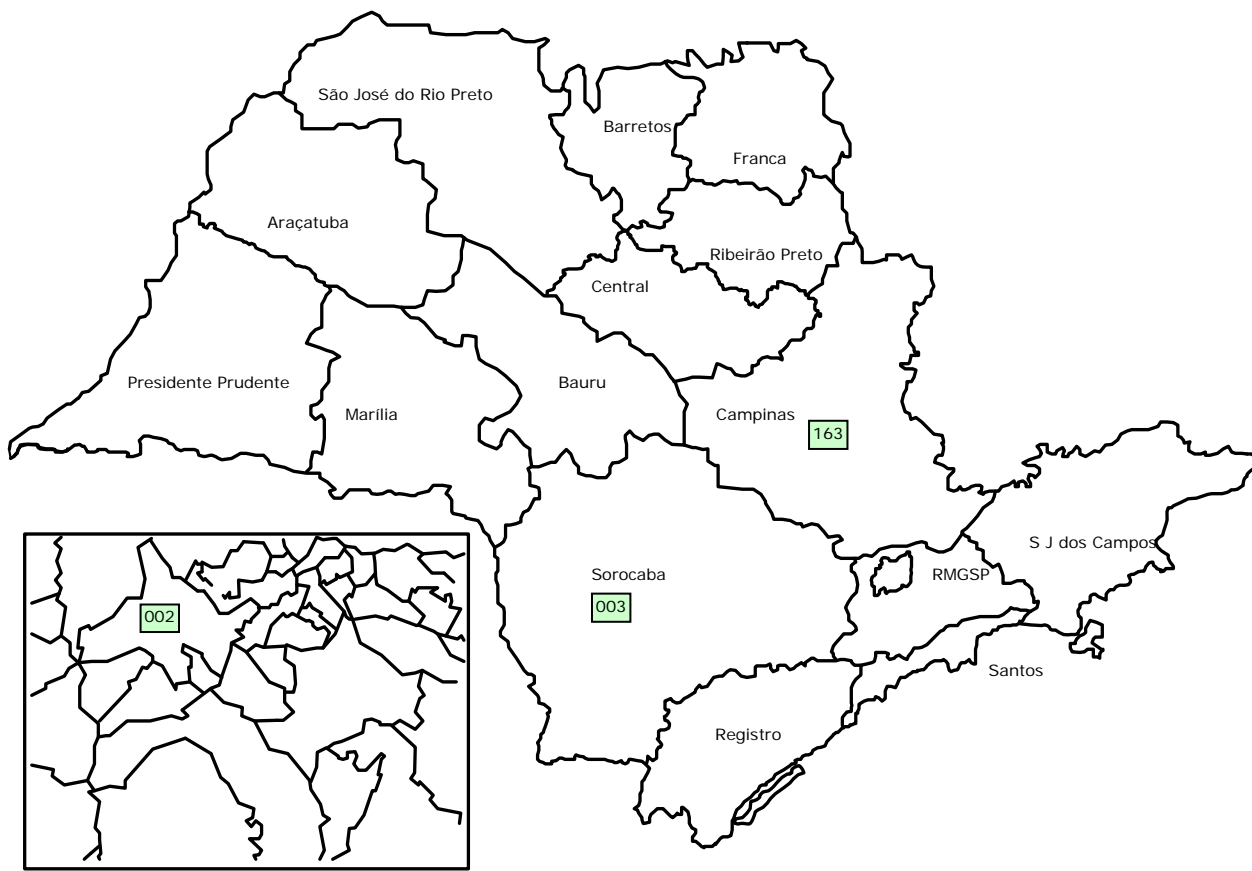 São José do Rio Preto
Barretos
Franca
Araçatuba
Ribeirão Preto
Central
Presidente Prudente
Bauru
Marília
Campinas
163
S J dos Campos
Sorocaba
RMGSP
003
002
Santos
Registro